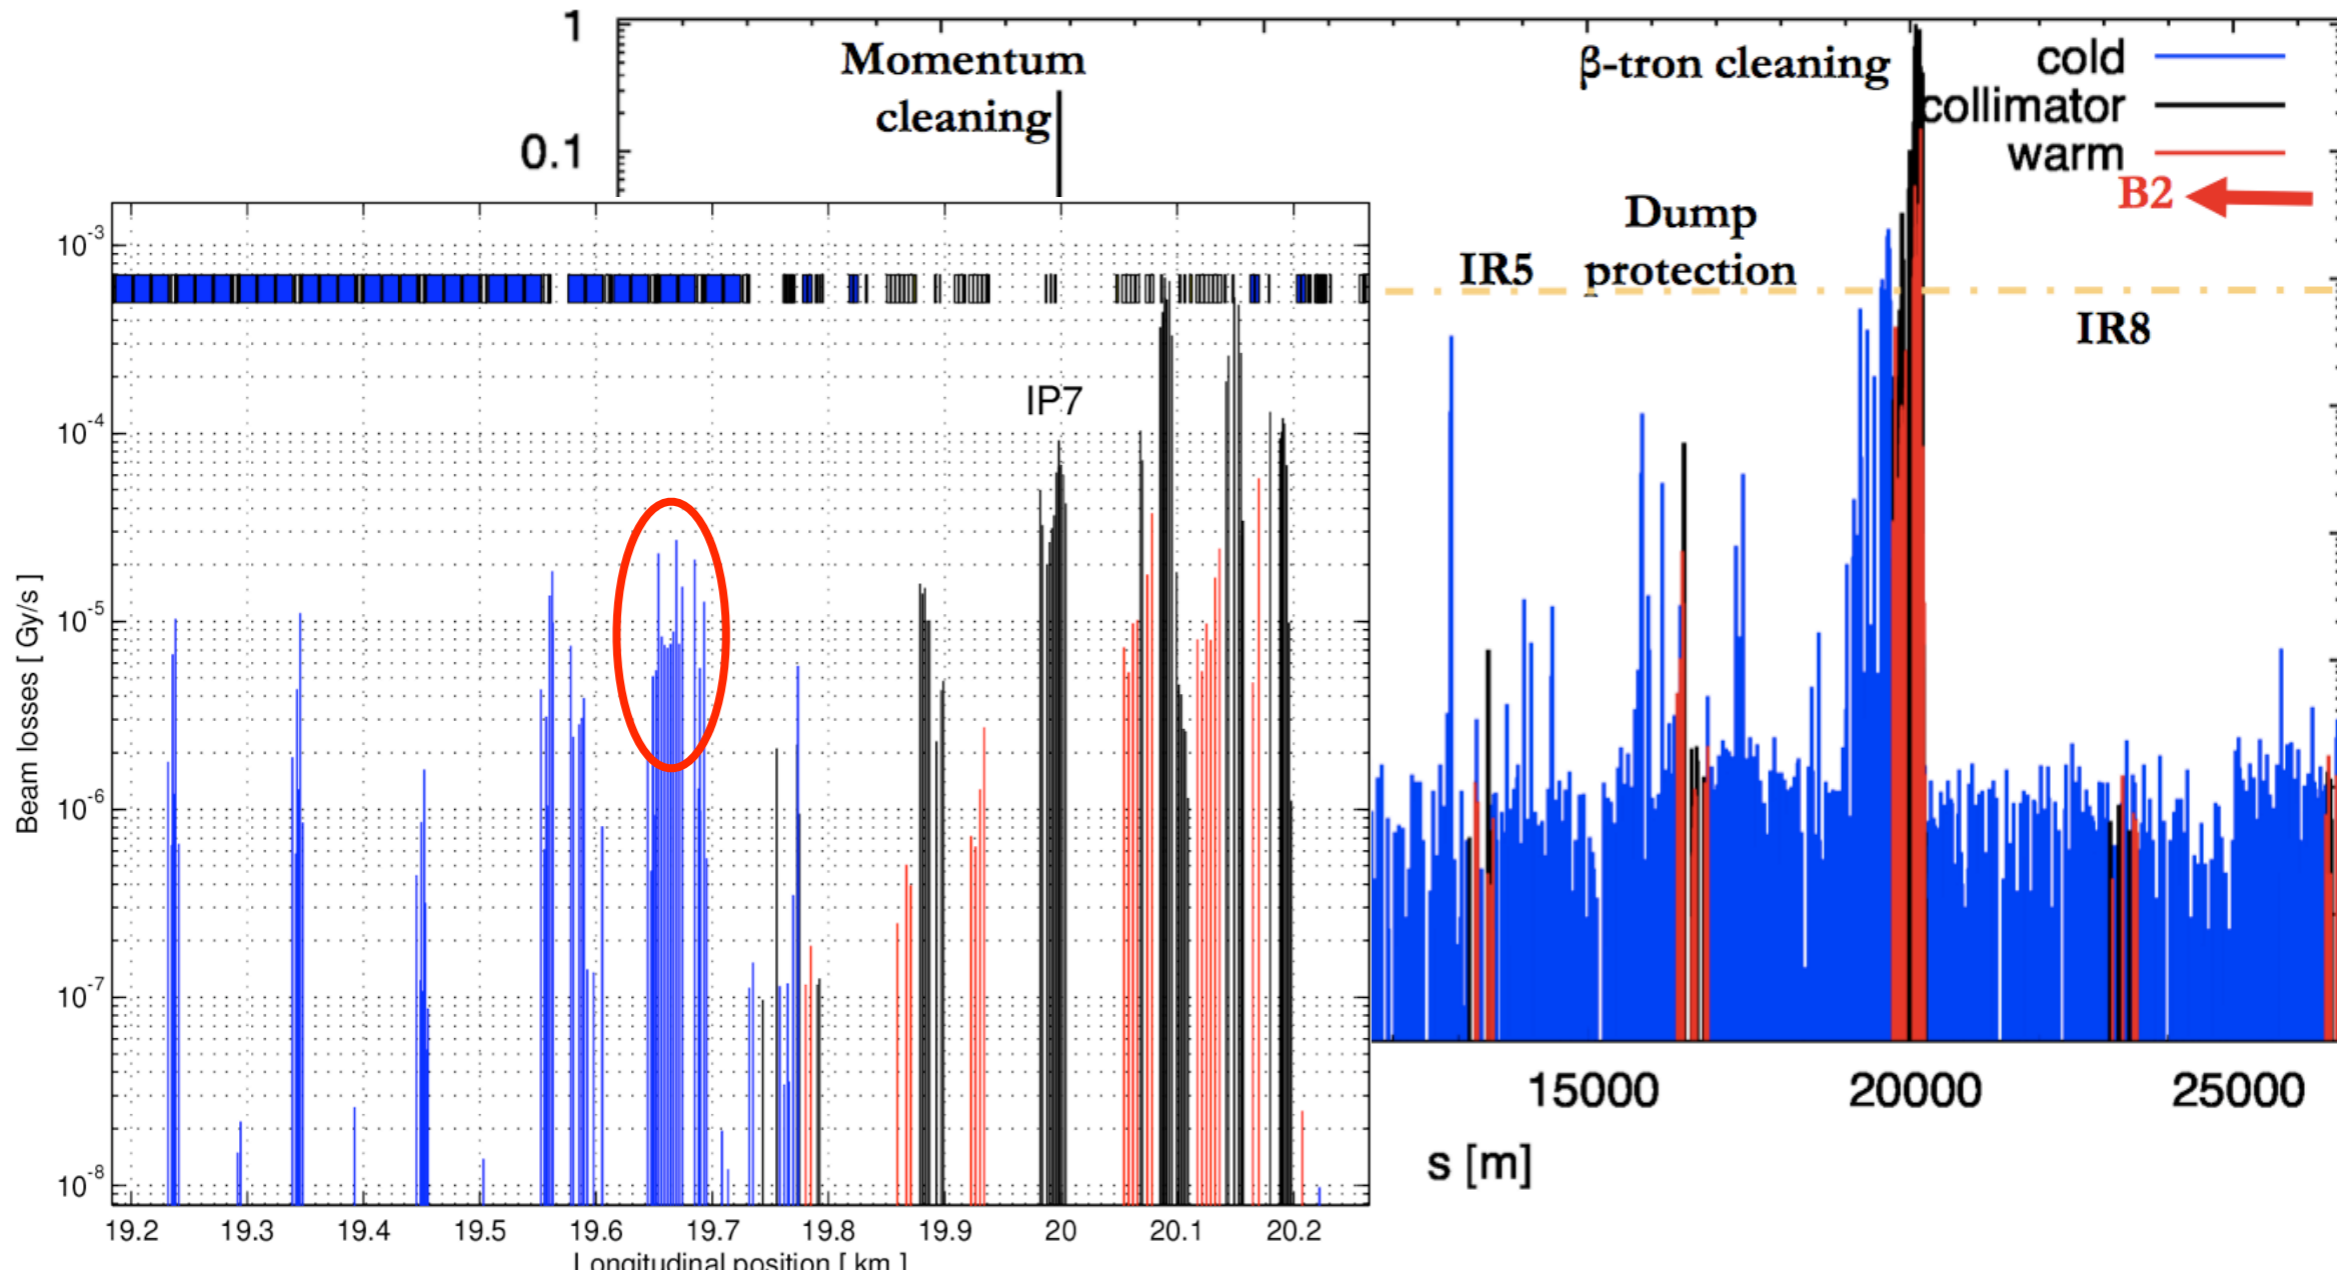 1
Momentum
cleaning
0.1
β-tron cleaning
cold
collimator
warm
B2
Dump
protection
IR5
IR8
10-3
10-4
10-5
10-6
10-7
10-8
Beam losses [ Gy/s ]
IP7
19.2 19.3 19.4 19.5 19.6 19.7 19.8 19.9 20 20.1 20.2
Longitudinal position [ km ]
15000 20000 25000
s [m]